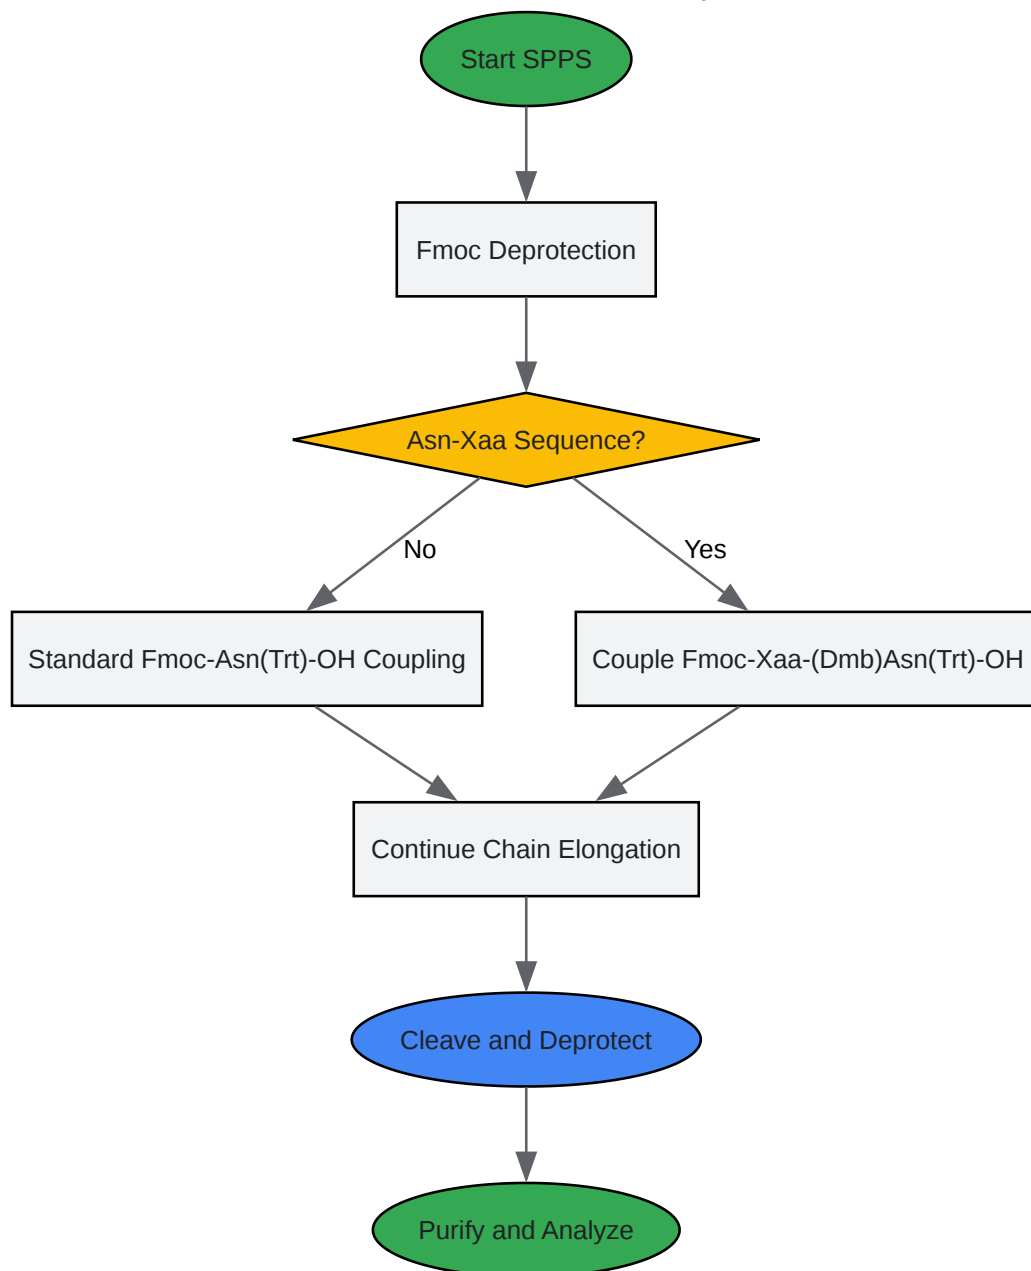 Start SPPS
Fmoc Deprotection
Asn-Xaa Sequence?
No
Yes
Standard Fmoc-Asn(Trt)-OH Coupling
Couple Fmoc-Xaa-(Dmb)Asn(Trt)-OH
Continue Chain Elongation
Cleave and Deprotect
Purify and Analyze